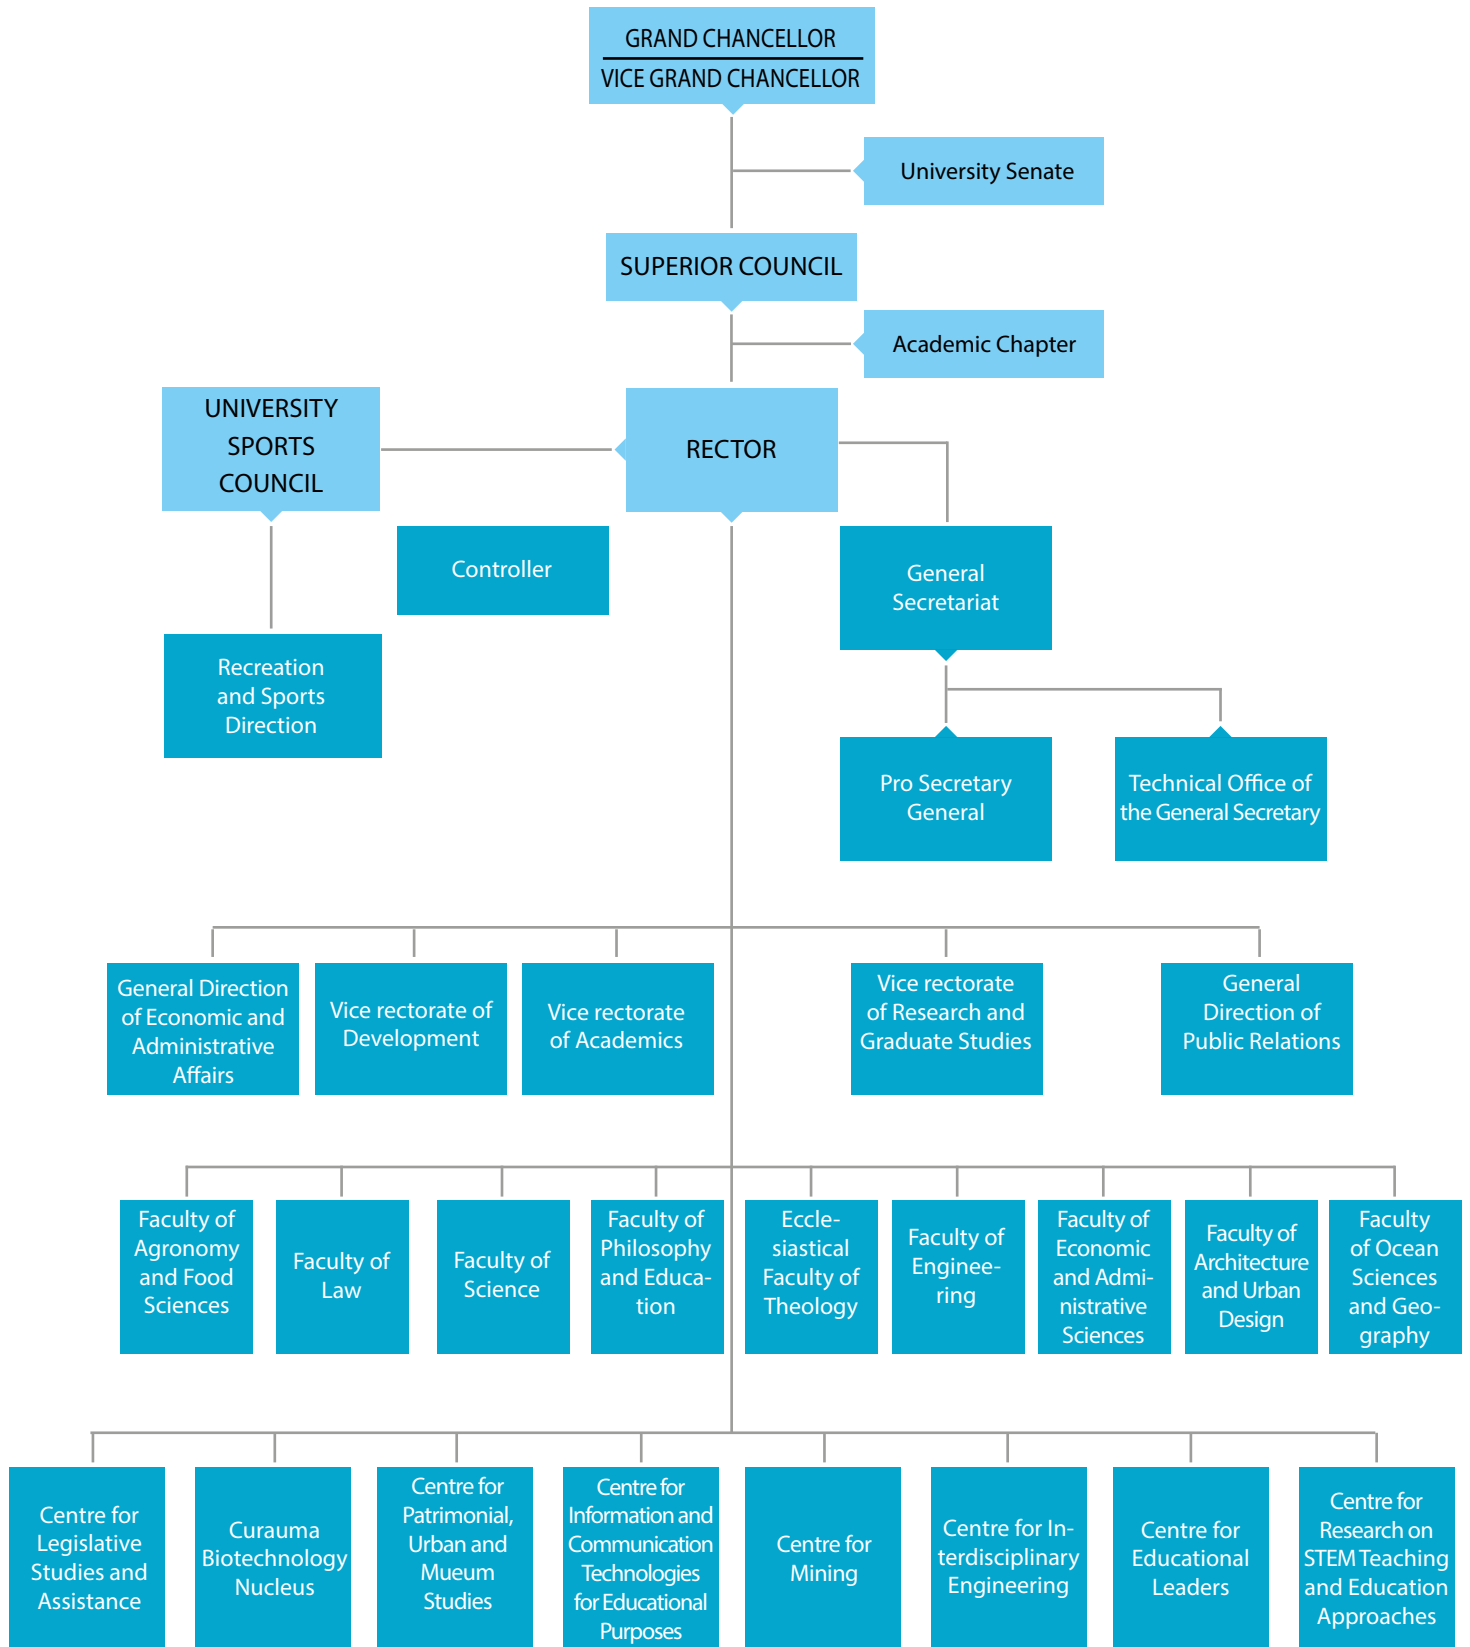 GRAND CHANCELLOR
VICE GRAND CHANCELLOR
University Senate
SUPERIOR COUNCIL
Academic Chapter
UNIVERSITY
SPORTS
COUNCIL
RECTOR
Controller
General
Secretariat
Recreation
and Sports
Direction
Pro Secretary
General
Technical Office of
the General Secretary
General Direction
of Economic and
Administrative
Affairs
Vice rectorate of
Development
Vice rectorate
of Academics
Vice rectorate
of Research and
Graduate Studies
General
Direction of
Public Relations
Faculty of
Agronomy
and Food
Sciences
Faculty of
Law
Faculty of
Science
Faculty of
Philosophy
and Educa-
tion
Eccle-
siastical
Faculty of
Theology
Faculty of
Enginee-
ring
Faculty of
Economic
and Admi-
nistrative
Sciences
Faculty of
Architecture
and Urban
Design
Faculty
of Ocean
Sciences
and Geo-
graphy
Centre for
Legislative
Studies and
Assistance
Curauma
Biotechnology
Nucleus
Centre for
Patrimonial,
Urban and
Mueum
Studies
Centre for
Information and
Communication
Technologies
for Educational
Purposes
Centre for
Mining
Centre for In-
terdisciplinary
Engineering
Centre for
Educational
Leaders
Centre for
Research on
STEM Teaching
and Education
Approaches